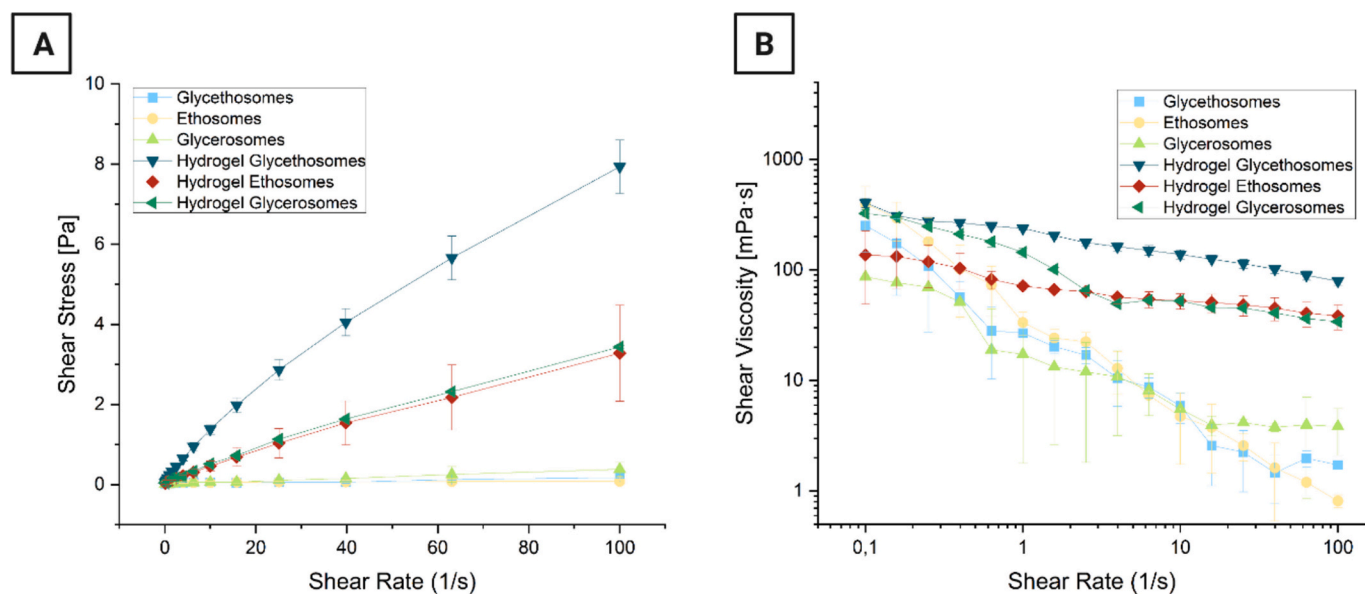 A
10
8
6
4
2
0
Shear Stress [Pa]
Glycethosomes
Ethosomes
Glycerosomes
Hydrogel Glycethosomes
Hydrogel Ethosomes
Hydrogel Glycerosomes
0 20 40 60 80 100
Shear Rate (1/s)
B
1000
100
10
1
Shear Viscosity [mPa·s]
Glycethosomes
Ethosomes
Glycerosomes
Hydrogel Glycethosomes
Hydrogel Ethosomes
Hydrogel Glycerosomes
0,1 1 10 100
Shear Rate (1/s)